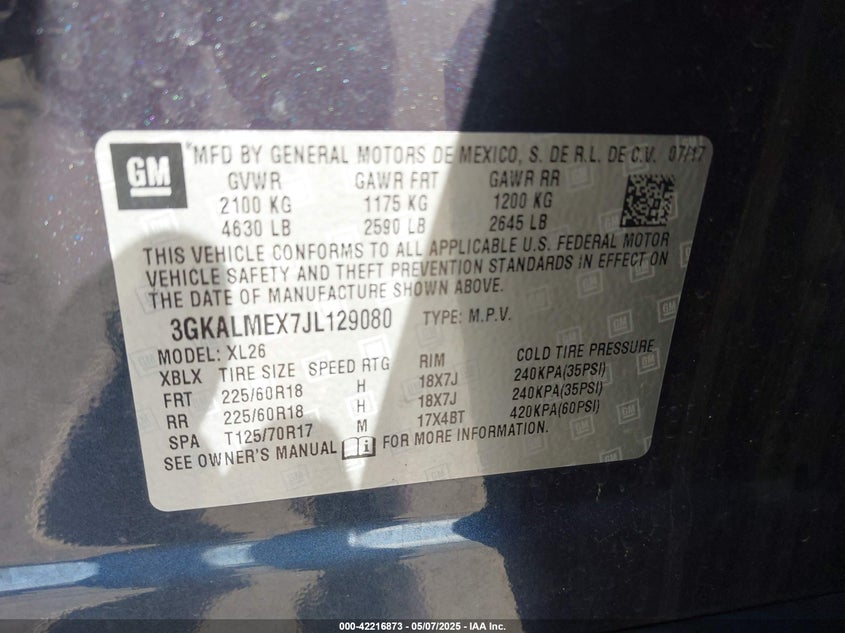 GM
*MFD BY GENERAL MOTORS DE MEXICO, S. DE R.L. DE C.V. 07/17
GVWR GAWR FRT GAWR RR
2100 KG 1175 KG 1200 KG
4630 LB 2590 LB 2645 LB
THIS VEHICLE CONFORMS TO ALL APPLICABLE U.S. FEDERAL MOTOR
VEHICLE SAFETY AND THEFT PREVENTION STANDARDS IN EFFECT ON
THE DATE OF MANUFACTURE SHOWN ABOVE.
3GKALMEX7JL129080 TYPE: M.P.V.
MODEL: XL26
XBLX TIRE SIZE SPEED RTG RIM COLD TIRE PRESSURE
FRT 225/60R18 H 18X7J 240KPA(35PSI)
RR 225/60R18 H 18X7J 240KPA(35PSI)
SPA T125/70R17 M 17X4BT 420KPA(60PSI)
SEE OWNER'S MANUAL i FOR MORE INFORMATION.
000-42216873 - 05/07/2025 - IAA Inc.